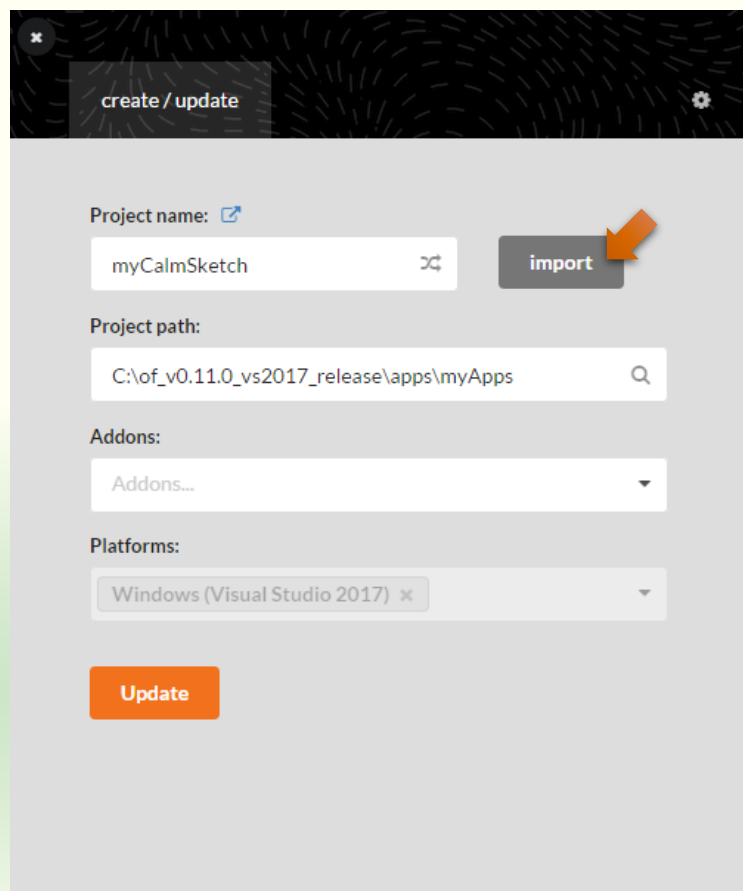 create / update
Project name:
myCalmSketch
import
Project path:
C:\of_v0.11.0_vs2017_release\apps\myApps
Addons:
Addons...
Platforms:
Windows (Visual Studio 2017)
Update